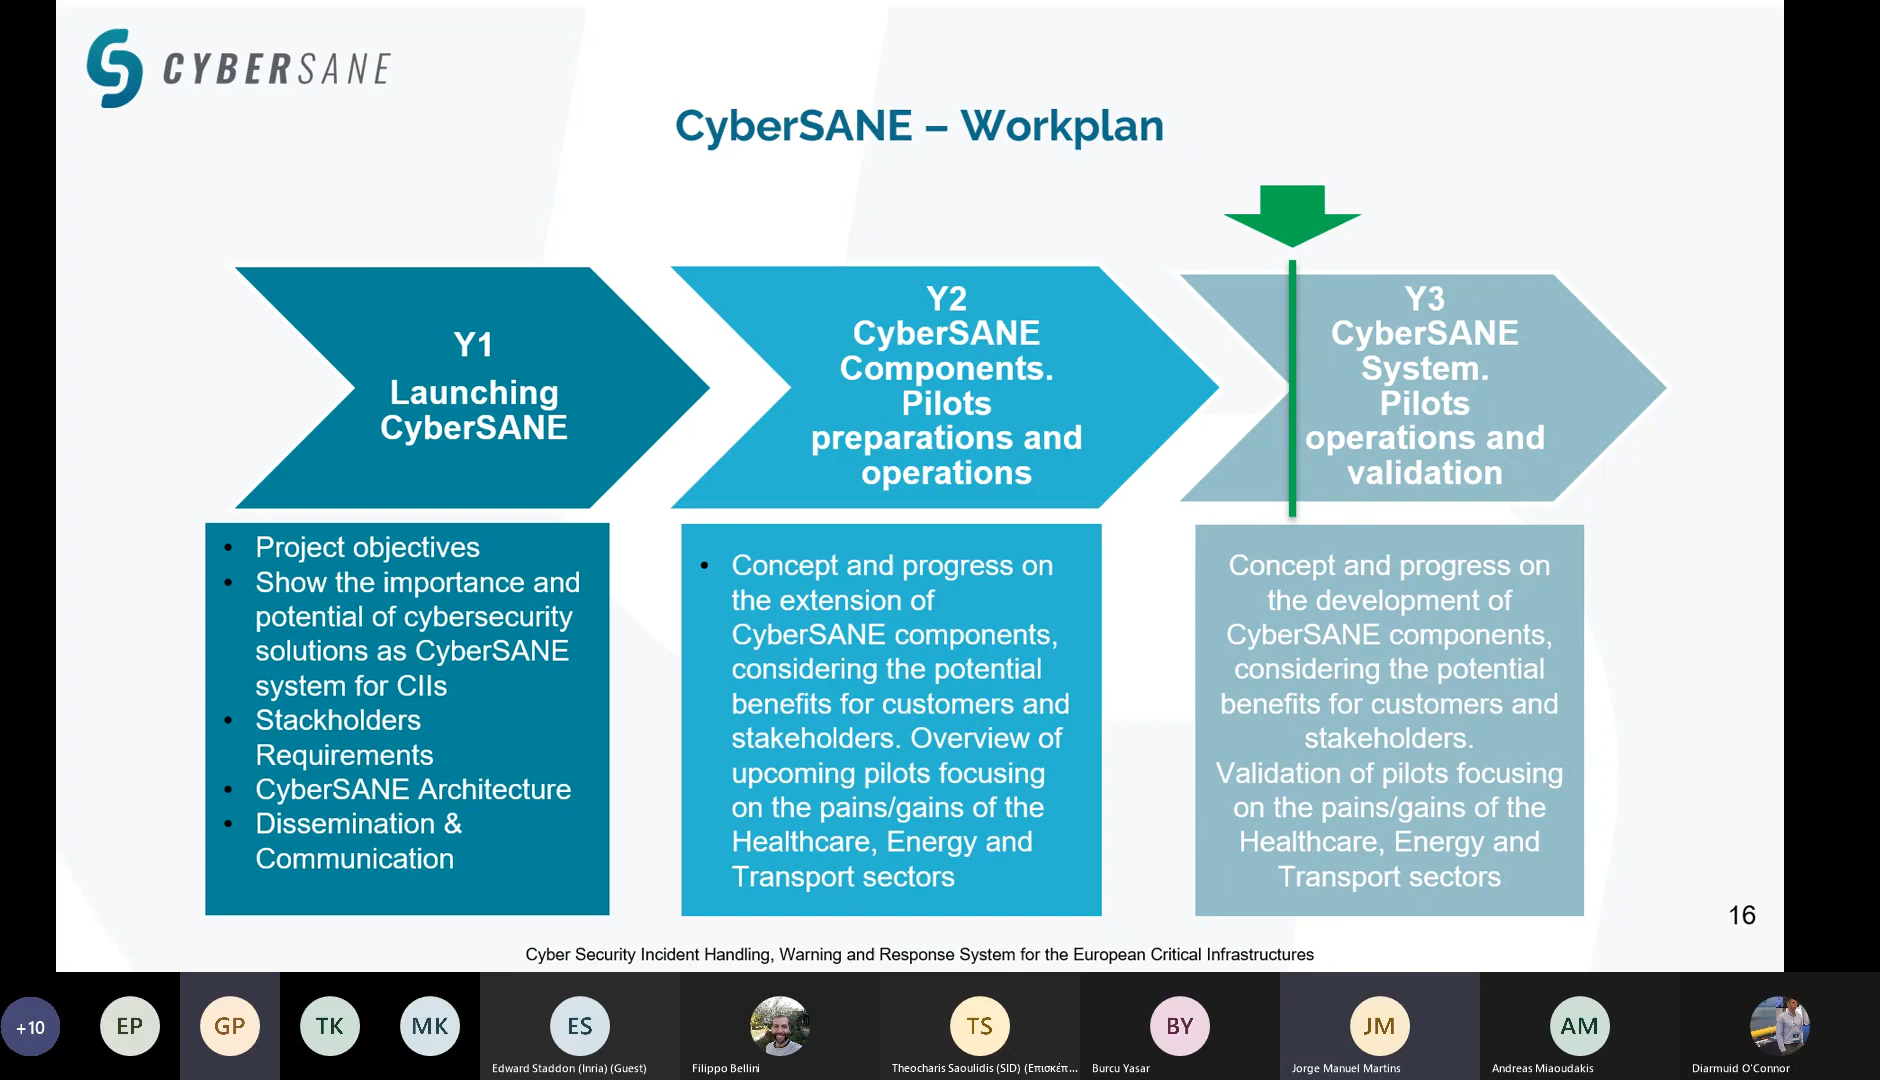 CYBERSANE
CyberSANE – Workplan
Y1
Launching
CyberSANE
Y2
CyberSANE
Components.
Pilots
preparations and
operations
Y3
CyberSANE
System.
Pilots
operations and
validation
• Project objectives
• Show the importance and
potential of cybersecurity
solutions as CyberSANE
system for CIIs
• Stackholders
Requirements
• CyberSANE Architecture
• Dissemination &
Communication
• Concept and progress on
the extension of
CyberSANE components,
considering the potential
benefits for customers and
stakeholders. Overview of
upcoming pilots focusing
on the pains/gains of the
Healthcare, Energy and
Transport sectors
Concept and progress on
the development of
CyberSANE components,
considering the potential
benefits for customers and
stakeholders.
Validation of pilots focusing
on the pains/gains of the
Healthcare, Energy and
Transport sectors
16
Cyber Security Incident Handling, Warning and Response System for the European Critical Infrastructures
+10
EP
GP
TK
MK
ES
Edward Staddon (Inria) (Guest)
Filippo Bellini
TS
Theocharis Saoulidis (SID) (Επισκέπ...
BY
Burcu Yasar
JM
Jorge Manuel Martins
AM
Andreas Miaoudakis
Diarmuid O'Connor